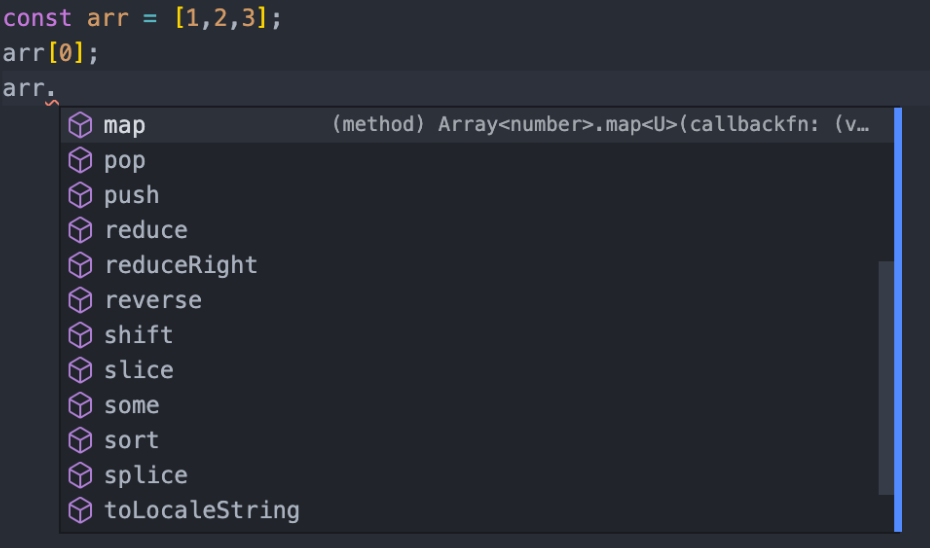 const arr = [1,2,3];
arr[0];
arr.
map (method) Array<number>.map<U>(callbackfn: (v…
pop
push
reduce
reduceRight
reverse
shift
slice
some
sort
splice
toLocaleString